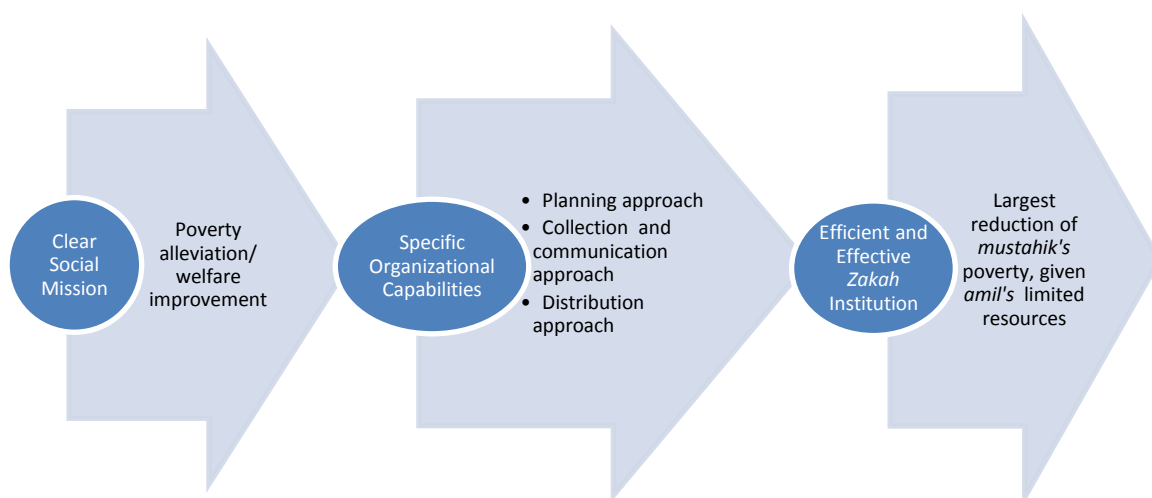 Clear
Social
Mission
Poverty
alleviation/
welfare
improvement
Specific
Organizational
Capabilities
• Planning approach
• Collection and
communication
approach
• Distribution
approach
Efficient and
Effective
Zakah
Institution
Largest
reduction of
mustahik's
poverty, given
amil's limited
resources